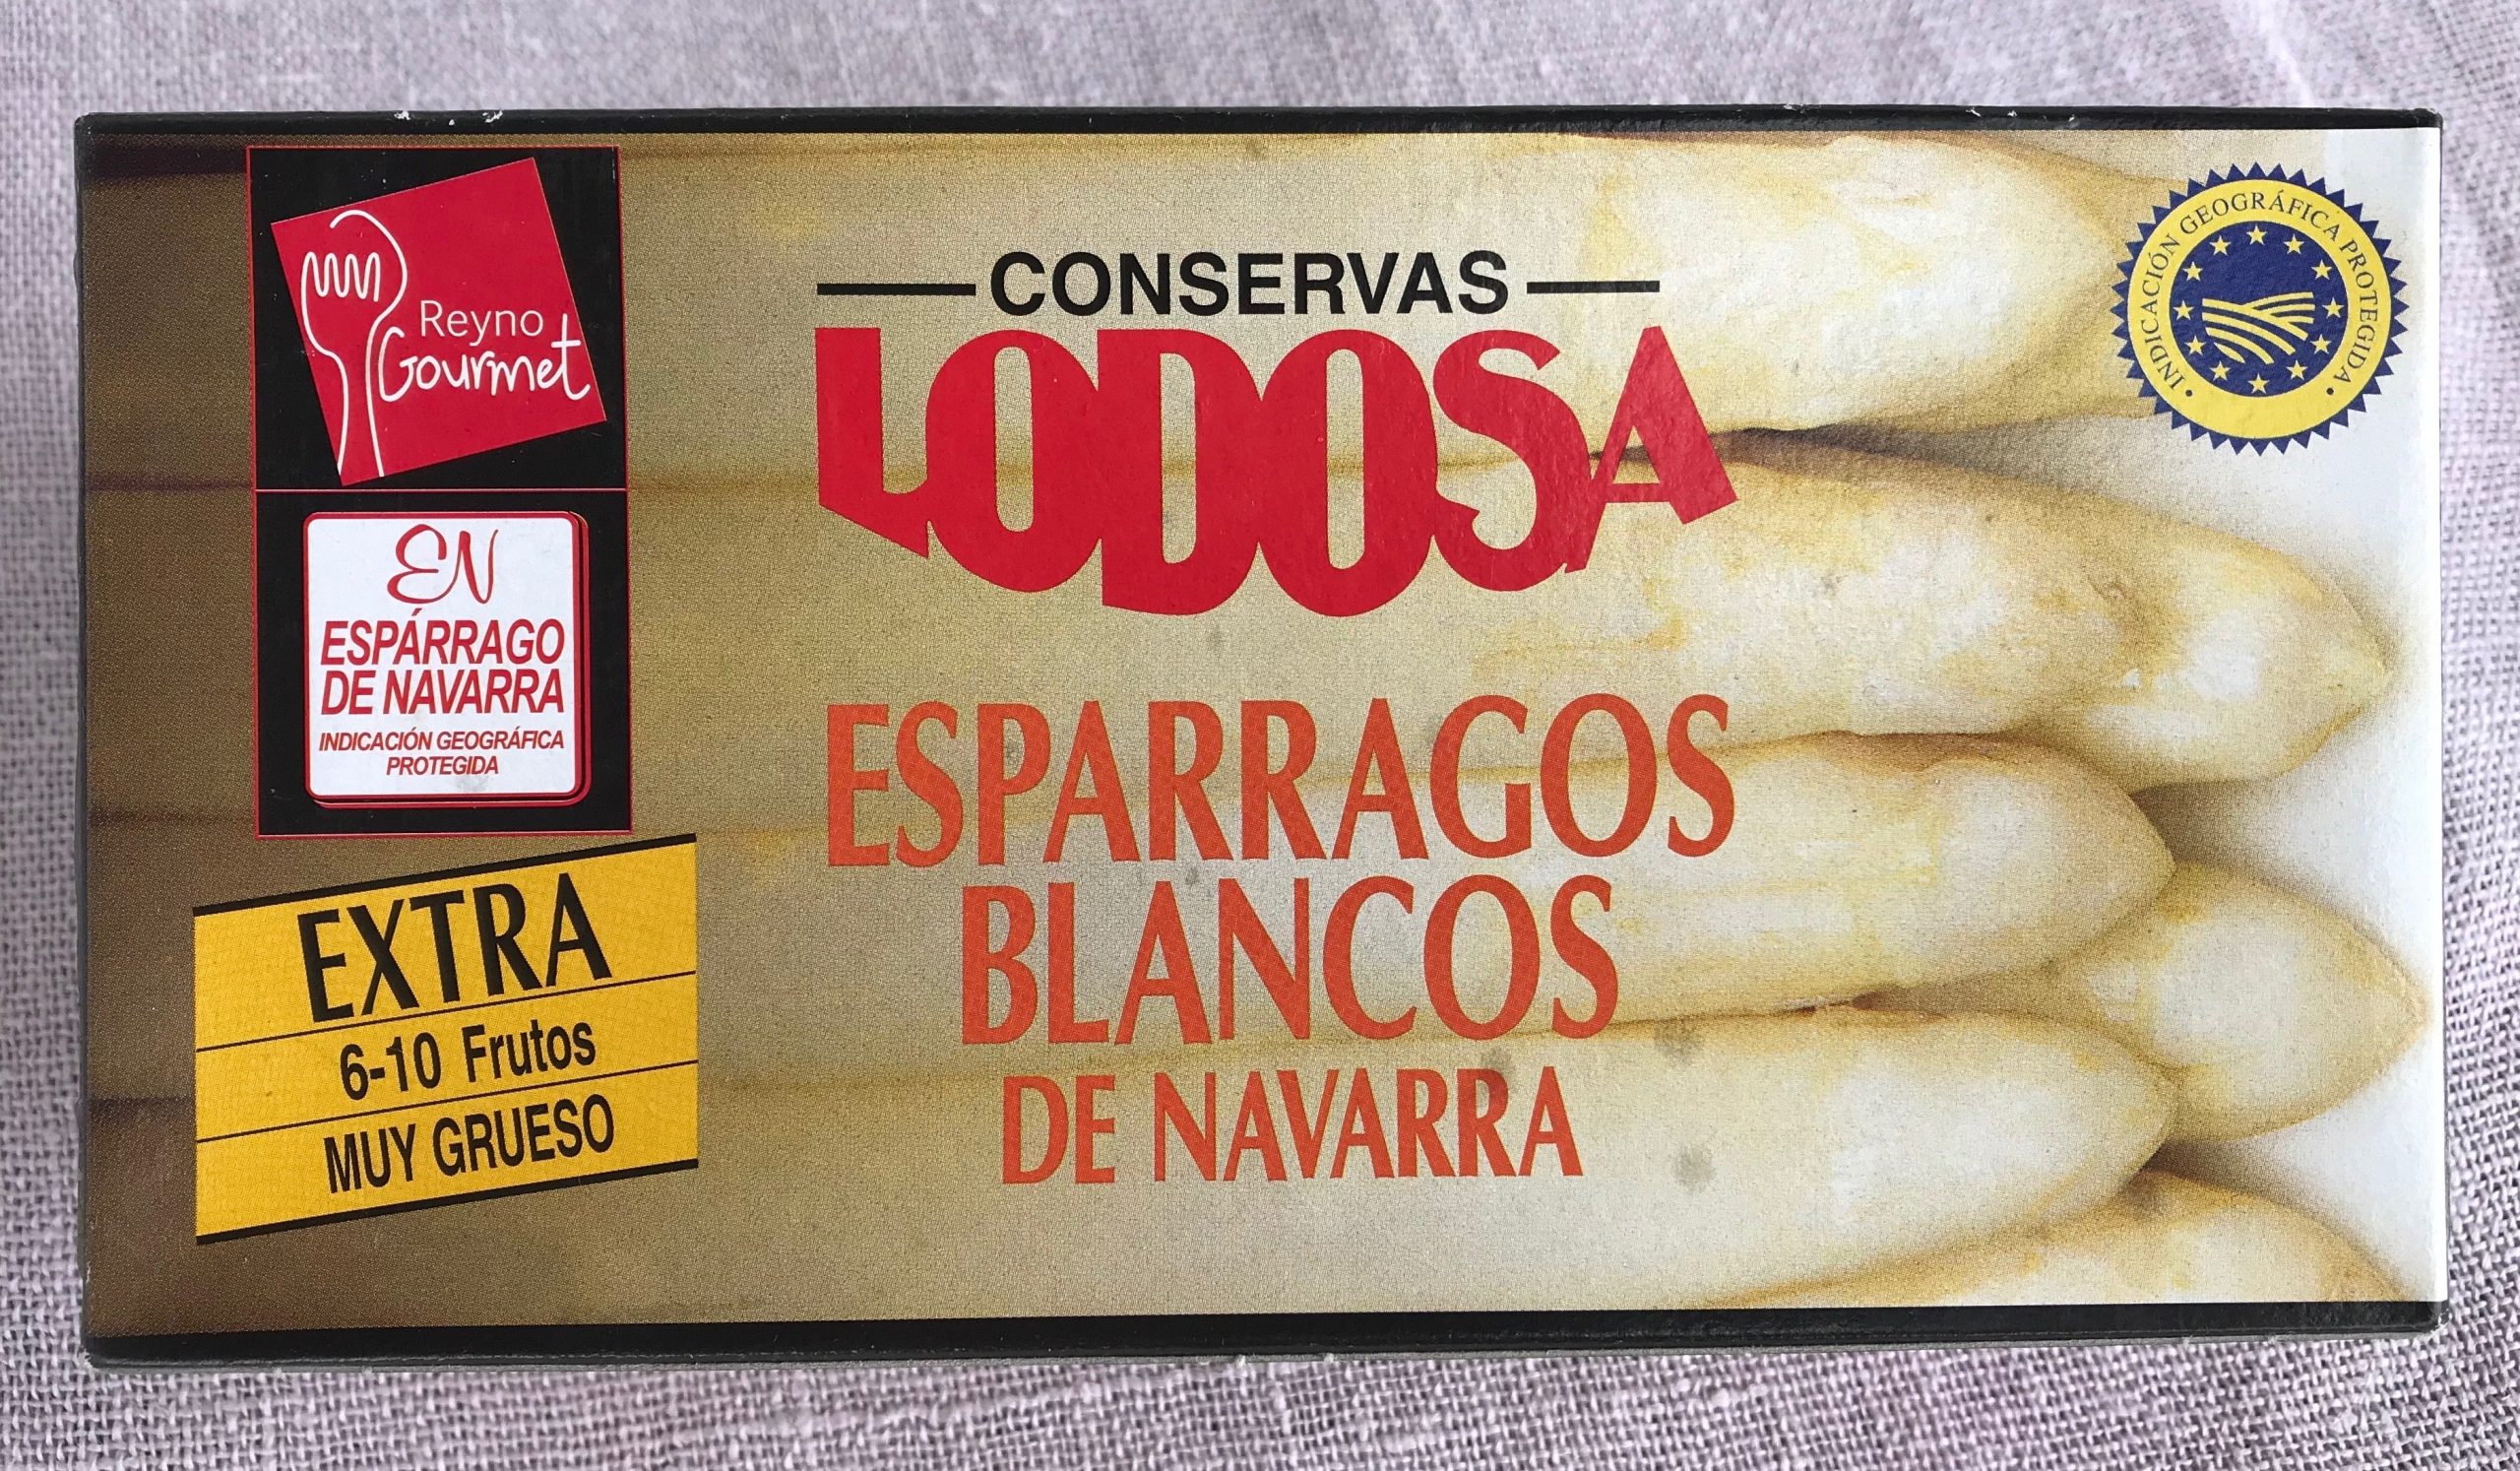 Reyno
Gourmet
EN
ESPÁRRAGO
DE NAVARRA
INDICACIÓN GEOGRÁFICA
PROTEGIDA
EXTRA
6-10 Frutos
MUY GRUESO
CONSERVAS
LODOSA
ESPARRAGOS
BLANCOS
DE NAVARRA
• INDICACIÓN GEOGRÁFICA PROTEGIDA •